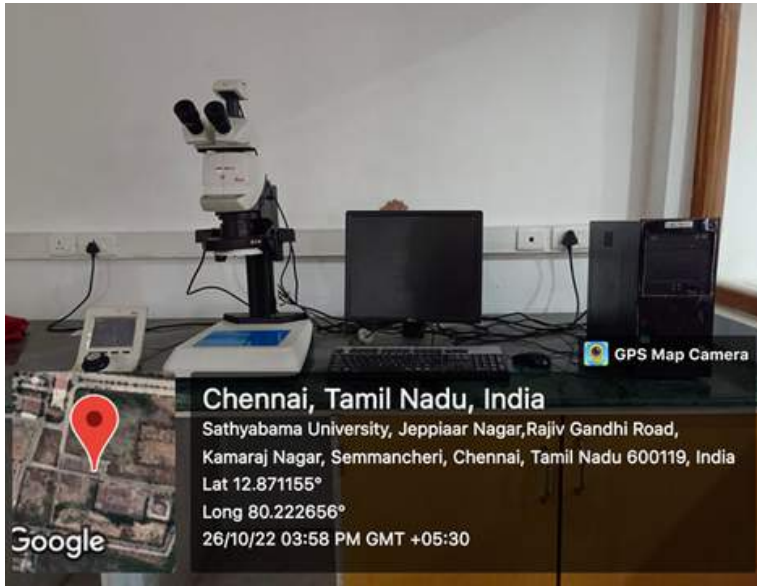 GPS Map Camera
Chennai, Tamil Nadu, India
Sathyabama University, Jeppiaar Nagar,Rajiv Gandhi Road,
Kamaraj Nagar, Semmancheri, Chennai, Tamil Nadu 600119, India
Lat 12.871155°
Long 80.222656°
26/10/22 03:58 PM GMT +05:30
Google